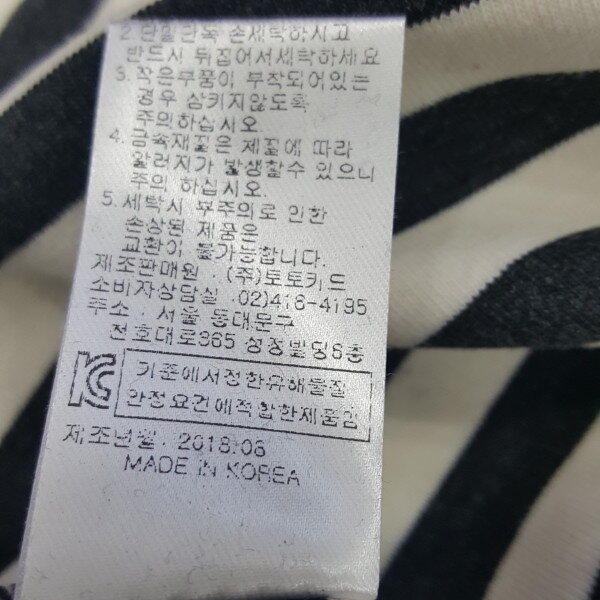 2. 단밀단독 손세탁하시고
반드시 뒤집어서세탁하세요
3. 작은부품이 부착되어있는
경우 삼키지않도록
주의하십시오.
4. 금속재질은 체질에 따라
알러지가 발생할수 있으니
주의 하십시오.
5. 세탁시 부주의로 인한
손상된 제품은
교환이 불가능합니다.
제조판매원 : (주)토토키드
소비자상담실 :02)416-4195
주소 : 서울 동대문구
천호대로365 성정빌딩6층
기준에서정한유해물질
안정요건에적합한제품임
제조년월: 2018:08
MADE IN KOREA